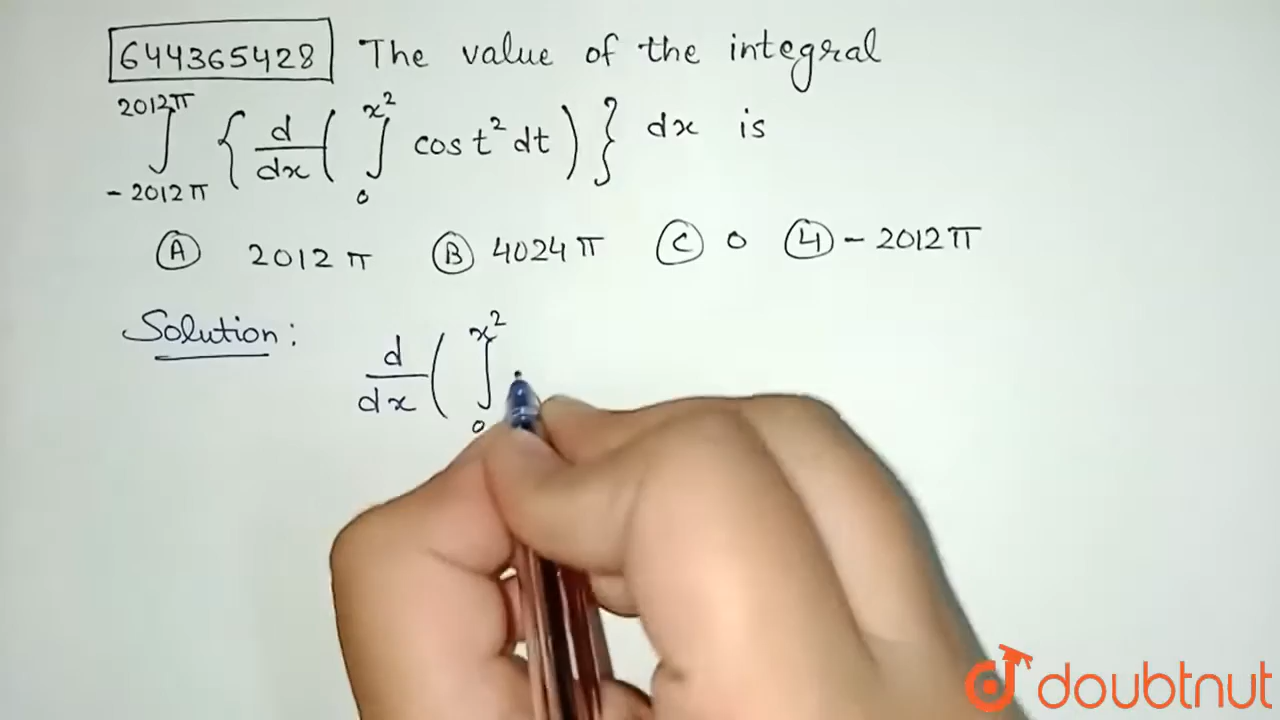 644365428 The value of the integral
∫_{-2012π}^{2012π} { d/dx ( ∫_0^{x²} cos t² dt ) } dx is
(A) 2012π (B) 4024π (C) 0 (4) -2012π
Solution: d/dx ( ∫_0^{x²}
doubtnut